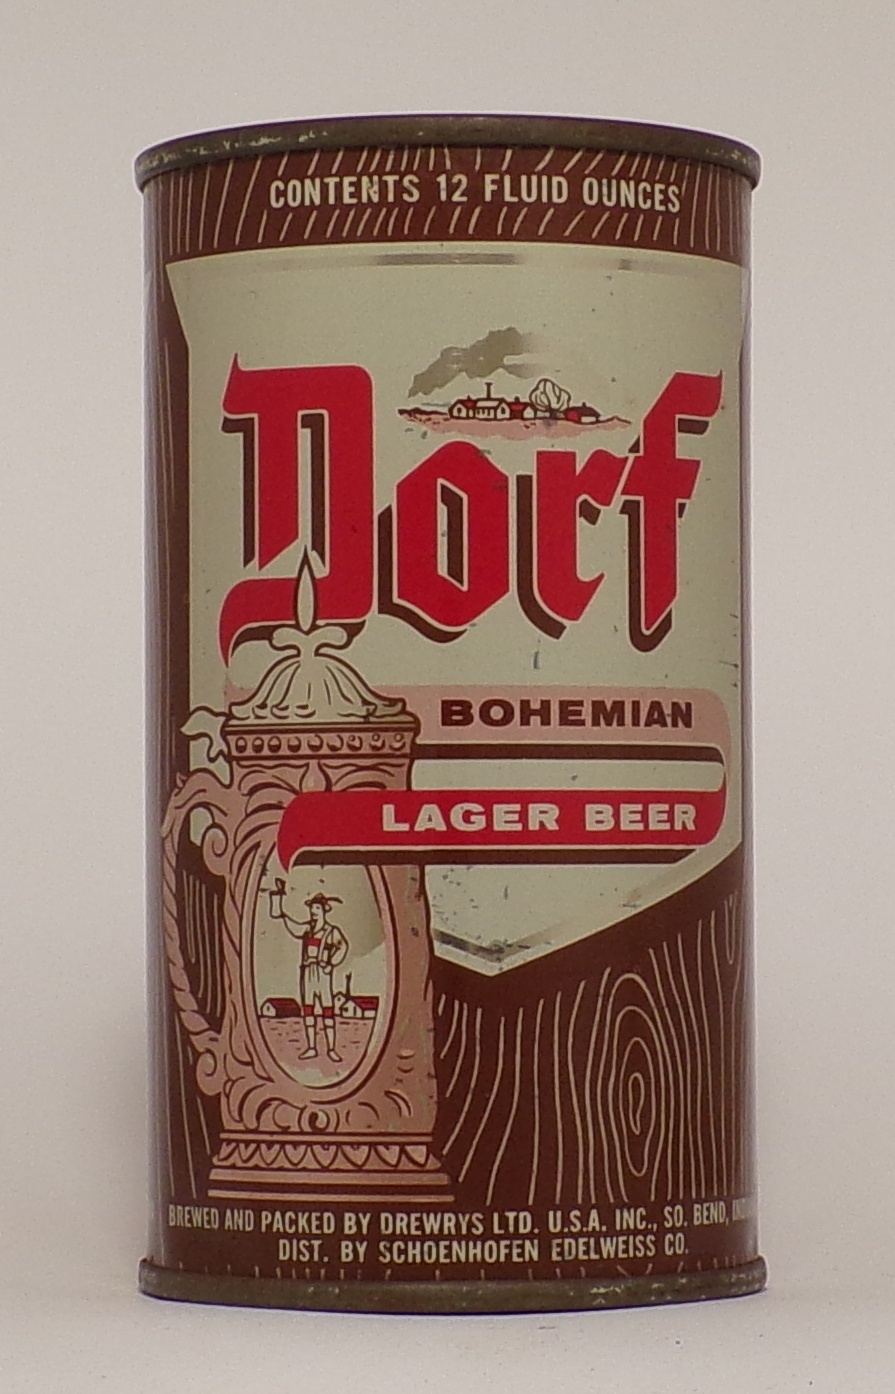 CONTENTS 12 FLUID OUNCES
Dorf
BOHEMIAN
LAGER BEER
BREWED AND PACKED BY DREWRYS LTD. U.S.A. INC., SO. BEND,
DIST. BY SCHOENHOFEN EDELWEISS CO.